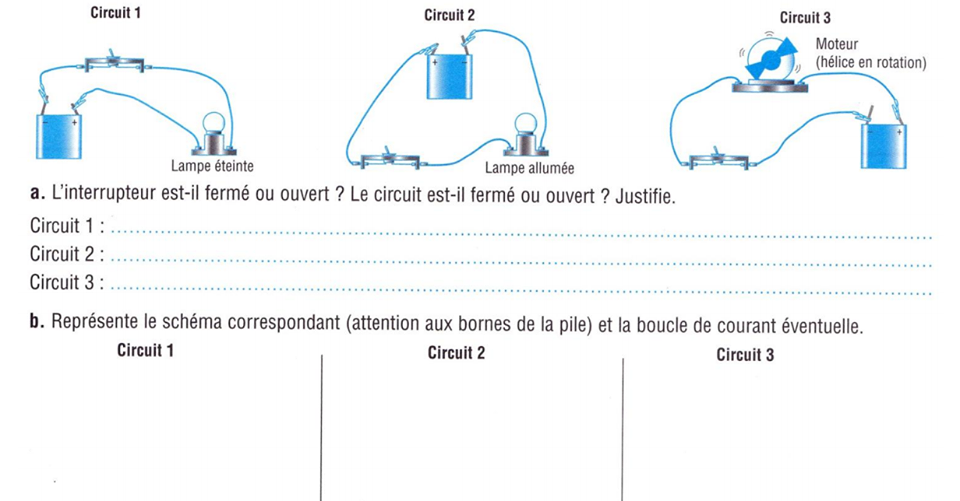 Circuit 1
Circuit 2
Circuit 3
Moteur
(hélice en rotation)
+ -
- +
- +
Lampe éteinte
Lampe allumée
a. L'interrupteur est-il fermé ou ouvert ? Le circuit est-il fermé ou ouvert ? Justifie.
Circuit 1 :
Circuit 2 :
Circuit 3 :
b. Représente le schéma correspondant (attention aux bornes de la pile) et la boucle de courant éventuelle.
Circuit 1
Circuit 2
Circuit 3